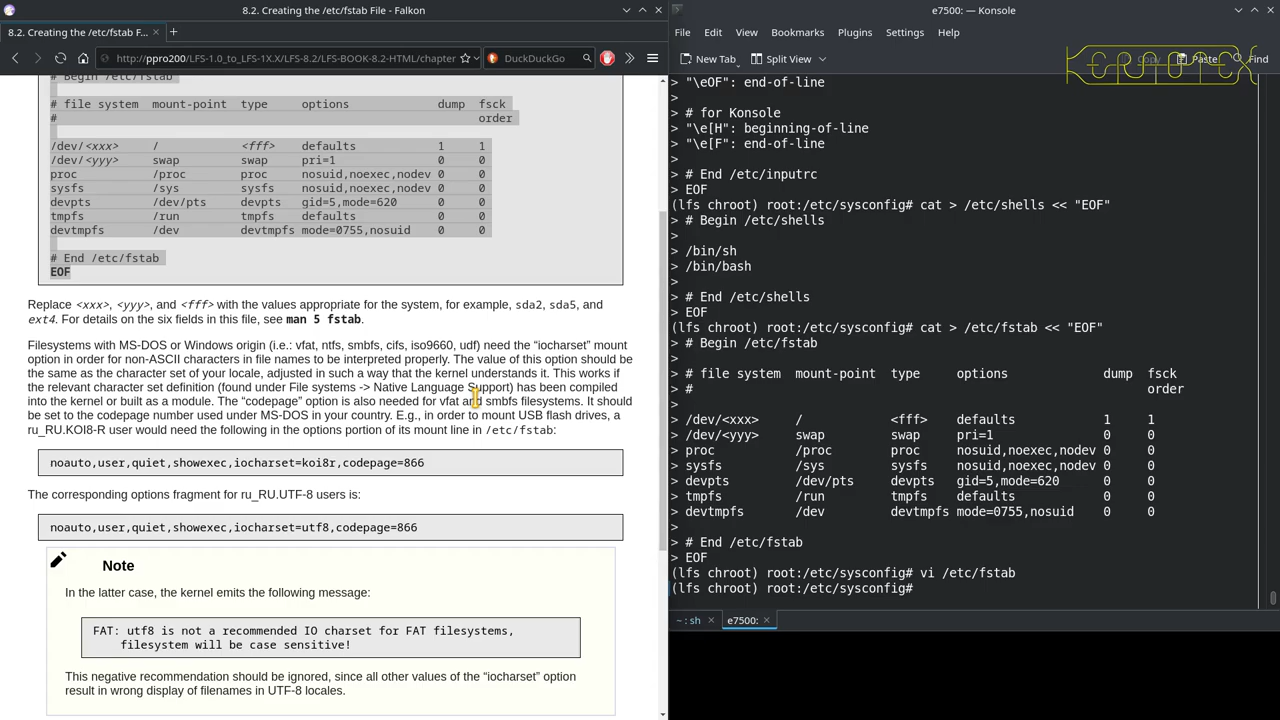 8.2. Creating the /etc/fstab File - Falkon
8.2. Creating the /etc/fstab F...
http://ppro200/LFS-1.0_to_LFS-1X.X/LFS-8.2/LFS-BOOK-8.2-HTML/chapter
DuckDuckGo
# Begin /etc/fstab
# file system mount-point type options dump fsck
# order
/dev/<xxx> / <fff> defaults 1 1
/dev/<yyy> swap swap pri=1 0 0
proc /proc proc nosuid,noexec,nodev 0 0
sysfs /sys sysfs nosuid,noexec,nodev 0 0
devpts /dev/pts devpts gid=5,mode=620 0 0
tmpfs /run tmpfs defaults 0 0
devtmpfs /dev devtmpfs mode=0755,nosuid 0 0
# End /etc/fstab
EOF
Replace <xxx>, <yyy>, and <fff> with the values appropriate for the system, for example, sda2, sda5, and
ext4. For details on the six fields in this file, see man 5 fstab.
Filesystems with MS-DOS or Windows origin (i.e.: vfat, ntfs, smbfs, cifs, iso9660, udf) need the “iocharset” mount
option in order for non-ASCII characters in file names to be interpreted properly. The value of this option should be
the same as the character set of your locale, adjusted in such a way that the kernel understands it. This works if
the relevant character set definition (found under File systems -> Native Language Support) has been compiled
into the kernel or built as a module. The “codepage” option is also needed for vfat and smbfs filesystems. It should
be set to the codepage number used under MS-DOS in your country. E.g., in order to mount USB flash drives, a
ru_RU.KOI8-R user would need the following in the options portion of its mount line in /etc/fstab:
noauto,user,quiet,showexec,iocharset=koi8r,codepage=866
The corresponding options fragment for ru_RU.UTF-8 users is:
noauto,user,quiet,showexec,iocharset=utf8,codepage=866
Note
In the latter case, the kernel emits the following message:
FAT: utf8 is not a recommended IO charset for FAT filesystems,
filesystem will be case sensitive!
This negative recommendation should be ignored, since all other values of the “iocharset” option
result in wrong display of filenames in UTF-8 locales.
e7500: — Konsole
File Edit View Bookmarks Plugins Settings Help
New Tab Split View Copy Paste Find
> "\eOF": end-of-line
>
> # for Konsole
> "\e[H": beginning-of-line
> "\e[F": end-of-line
>
> # End /etc/inputrc
> EOF
(lfs chroot) root:/etc/sysconfig# cat > /etc/shells << "EOF"
> # Begin /etc/shells
>
> /bin/sh
> /bin/bash
>
> # End /etc/shells
> EOF
(lfs chroot) root:/etc/sysconfig# cat > /etc/fstab << "EOF"
> # Begin /etc/fstab
>
> # file system mount-point type options dump fsck
> # order
>
> /dev/<xxx> / <fff> defaults 1 1
> /dev/<yyy> swap swap pri=1 0 0
> proc /proc proc nosuid,noexec,nodev 0 0
> sysfs /sys sysfs nosuid,noexec,nodev 0 0
> devpts /dev/pts devpts gid=5,mode=620 0 0
> tmpfs /run tmpfs defaults 0 0
> devtmpfs /dev devtmpfs mode=0755,nosuid 0 0
>
> # End /etc/fstab
> EOF
(lfs chroot) root:/etc/sysconfig# vi /etc/fstab
(lfs chroot) root:/etc/sysconfig#
~ : sh
e7500: